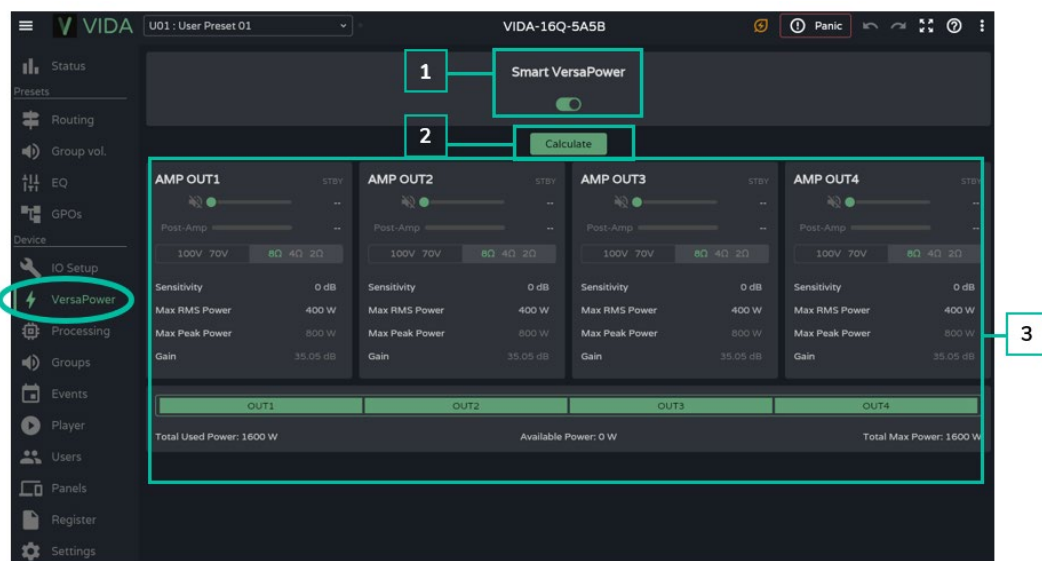 VIDA
U01 : User Preset 01
VIDA-16Q-5A5B
Panic
Status
Presets
Routing
Group vol.
EQ
GPOs
Device
IO Setup
VersaPower
Processing
Groups
Events
Player
Users
Panels
Register
Settings
1
Smart VersaPower
2
Calculate
3
AMP OUT1 STBY
--
Post-Amp --
100V 70V 8Ω 4Ω 2Ω
Sensitivity 0 dB
Max RMS Power 400 W
Max Peak Power 800 W
Gain 35.05 dB
AMP OUT2 STBY
--
Post-Amp --
100V 70V 8Ω 4Ω 2Ω
Sensitivity 0 dB
Max RMS Power 400 W
Max Peak Power 800 W
Gain 35.05 dB
AMP OUT3 STBY
--
Post-Amp --
100V 70V 8Ω 4Ω 2Ω
Sensitivity 0 dB
Max RMS Power 400 W
Max Peak Power 800 W
Gain 35.05 dB
AMP OUT4 STBY
--
Post-Amp --
100V 70V 8Ω 4Ω 2Ω
Sensitivity 0 dB
Max RMS Power 400 W
Max Peak Power 800 W
Gain 35.05 dB
OUT1 OUT2 OUT3 OUT4
Total Used Power: 1600 W Available Power: 0 W Total Max Power: 1600 W